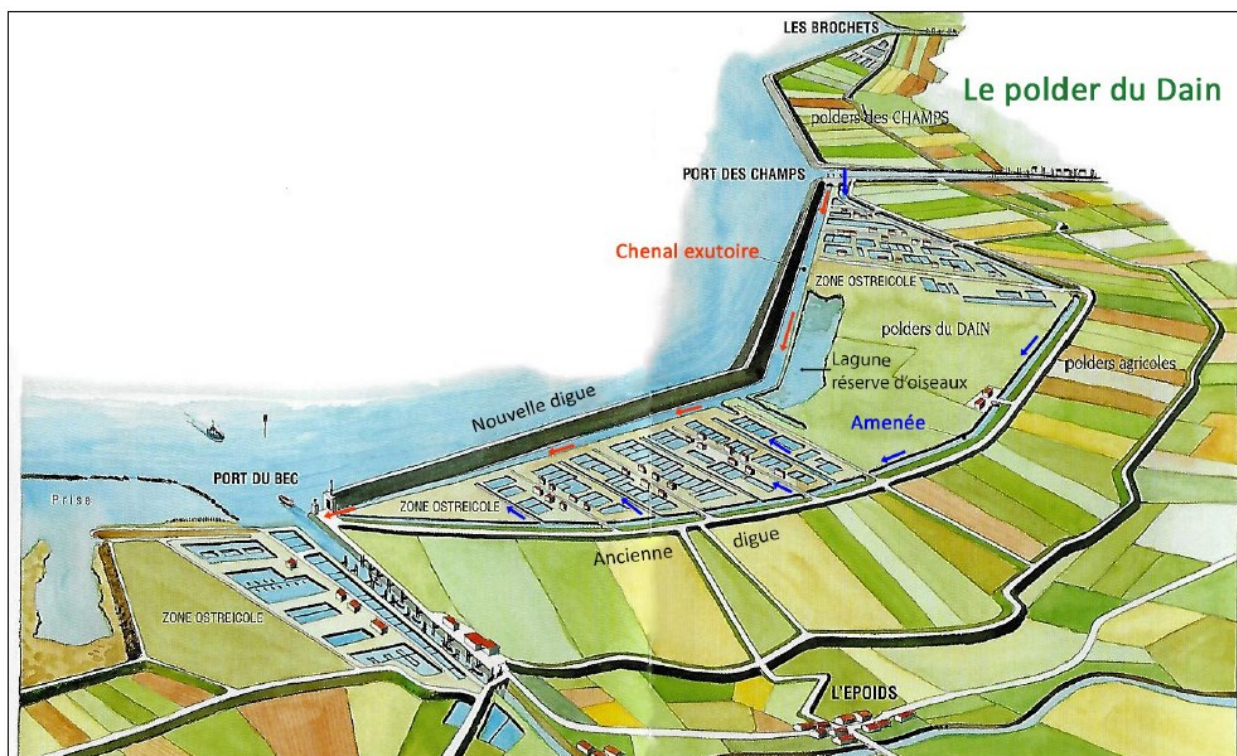 LES BROCHETS
Le polder du Dain
polders des CHAMPS
PORT DES CHAMPS
Chenal exutoire
ZONE OSTREICOLE
polders du DAIN
Lagune
réserve d'oiseaux
polders agricoles
Nouvelle digue
Amenée
PORT DU BEC
Prise
ZONE OSTREICOLE
Ancienne digue
ZONE OSTREICOLE
L'EPOIDS